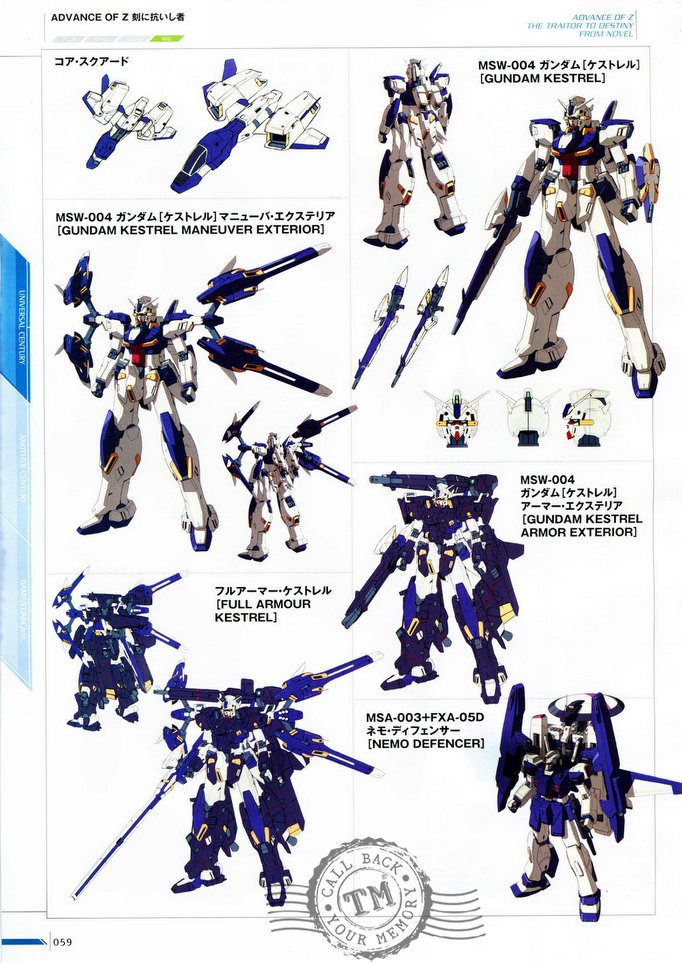 ADVANCE OF Z 刻に抗いし者
ADVANCE OF Z
THE TRAITOR TO DESTINY
FROM NOVEL
コア・スクアード
MSW-004 ガンダム[ケストレル]
[GUNDAM KESTREL]
MSW-004 ガンダム[ケストレル]マニューバ・エクステリア
[GUNDAM KESTREL MANEUVER EXTERIOR]
UNIVERSAL CENTURY
ANOTHER CENTURY
GAME/COMIC/etc.
MSW-004
ガンダム[ケストレル]
アーマー・エクステリア
[GUNDAM KESTREL
ARMOR EXTERIOR]
フルアーマー・ケストレル
[FULL ARMOUR
KESTREL]
MSA-003+FXA-05D
ネモ・ディフェンサー
[NEMO DEFENCER]
CALL BACK
TM
YOUR MEMORY
059